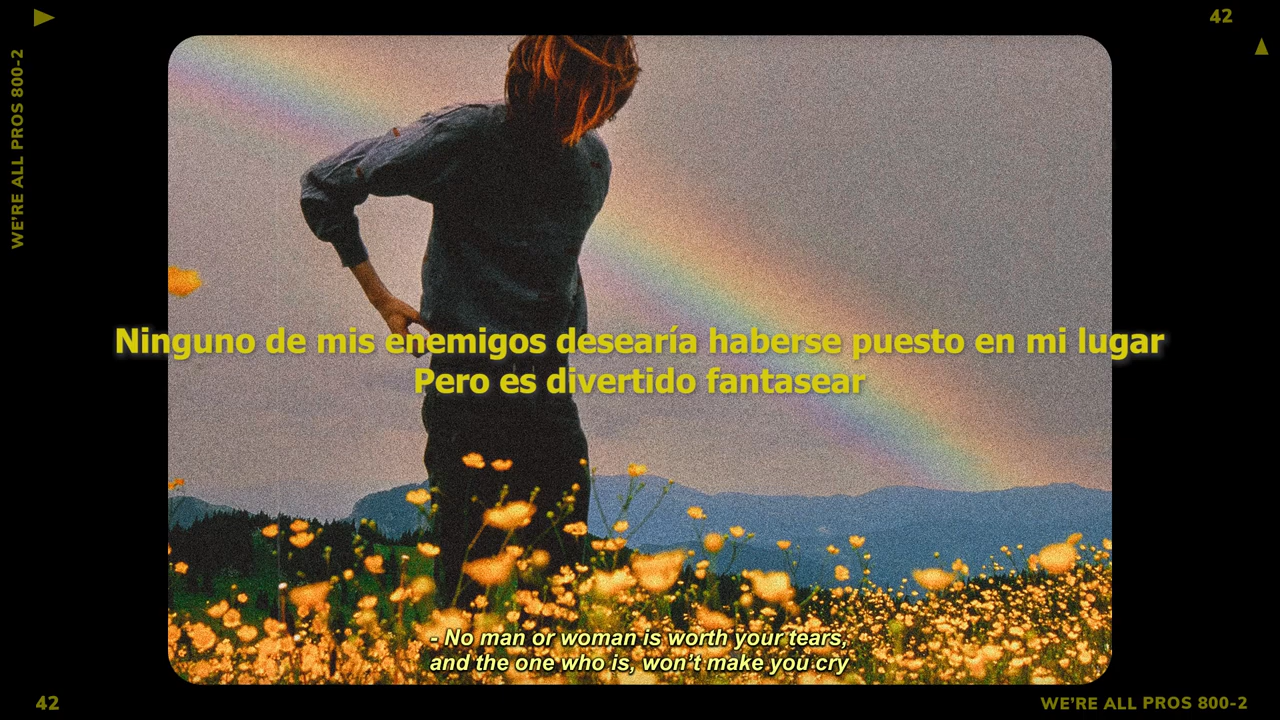 42
WE'RE ALL PROS 800-2
Ninguno de mis enemigos desearía haberse puesto en mi lugar
Pero es divertido fantasear
- No man or woman is worth your tears,
and the one who is, won't make you cry
42
WE'RE ALL PROS 800-2